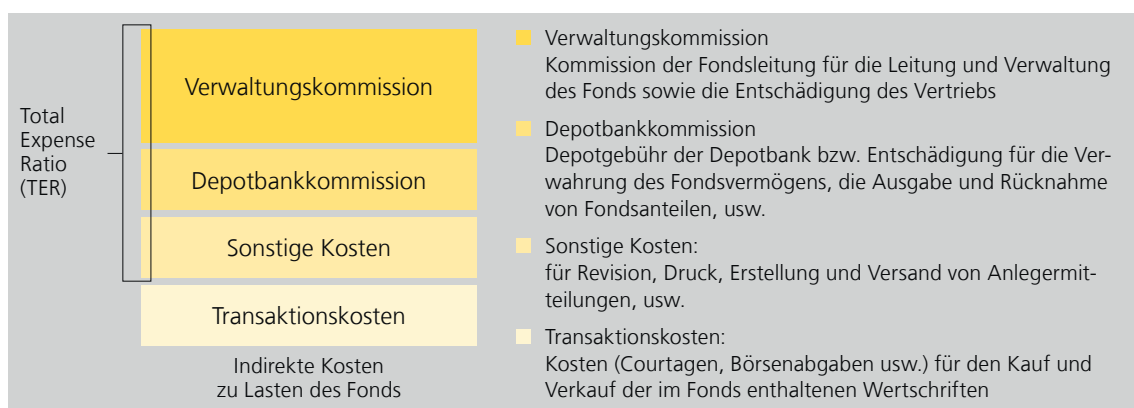 Total
Expense
Ratio
(TER)
Verwaltungskommission
Depotbankkommission
Sonstige Kosten
Transaktionskosten
Indirekte Kosten
zu Lasten des Fonds
Verwaltungskommission
Kommission der Fondsleitung für die Leitung und Verwaltung
des Fonds sowie die Entschädigung des Vertriebs
Depotbankkommission
Depotgebühr der Depotbank bzw. Entschädigung für die Ver-
wahrung des Fondsvermögens, die Ausgabe und Rücknahme
von Fondsanteilen, usw.
Sonstige Kosten:
für Revision, Druck, Erstellung und Versand von Anlegermit-
teilungen, usw.
Transaktionskosten:
Kosten (Courtagen, Börsenabgaben usw.) für den Kauf und
Verkauf der im Fonds enthaltenen Wertschriften